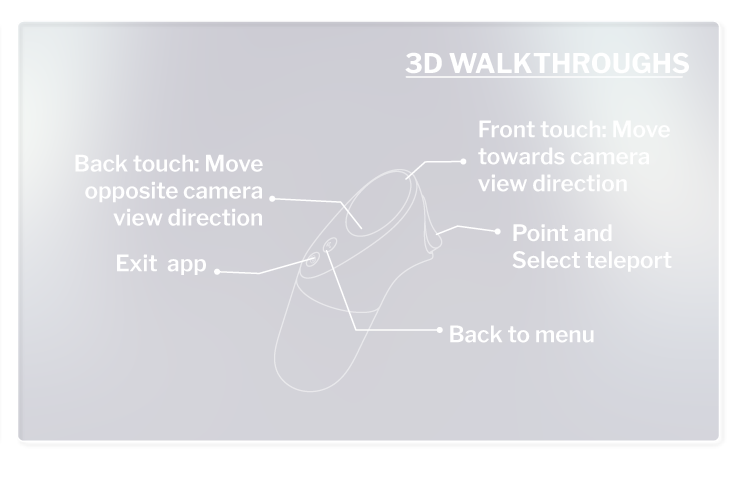 3D WALKTHROUGHS
Front touch: Move
towards camera
view direction
Back touch: Move
opposite camera
view direction
Point and
Select teleport
Exit app
Back to menu